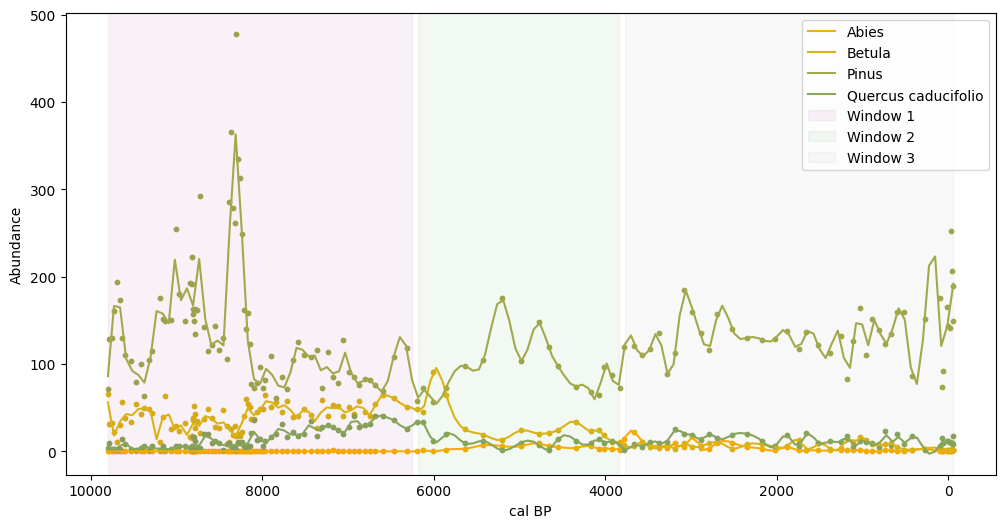 500
400
300
200
100
0
Abundance
10000
8000
6000
4000
2000
0
cal BP
Abies
Betula
Pinus
Quercus caducifolio
Window 1
Window 2
Window 3